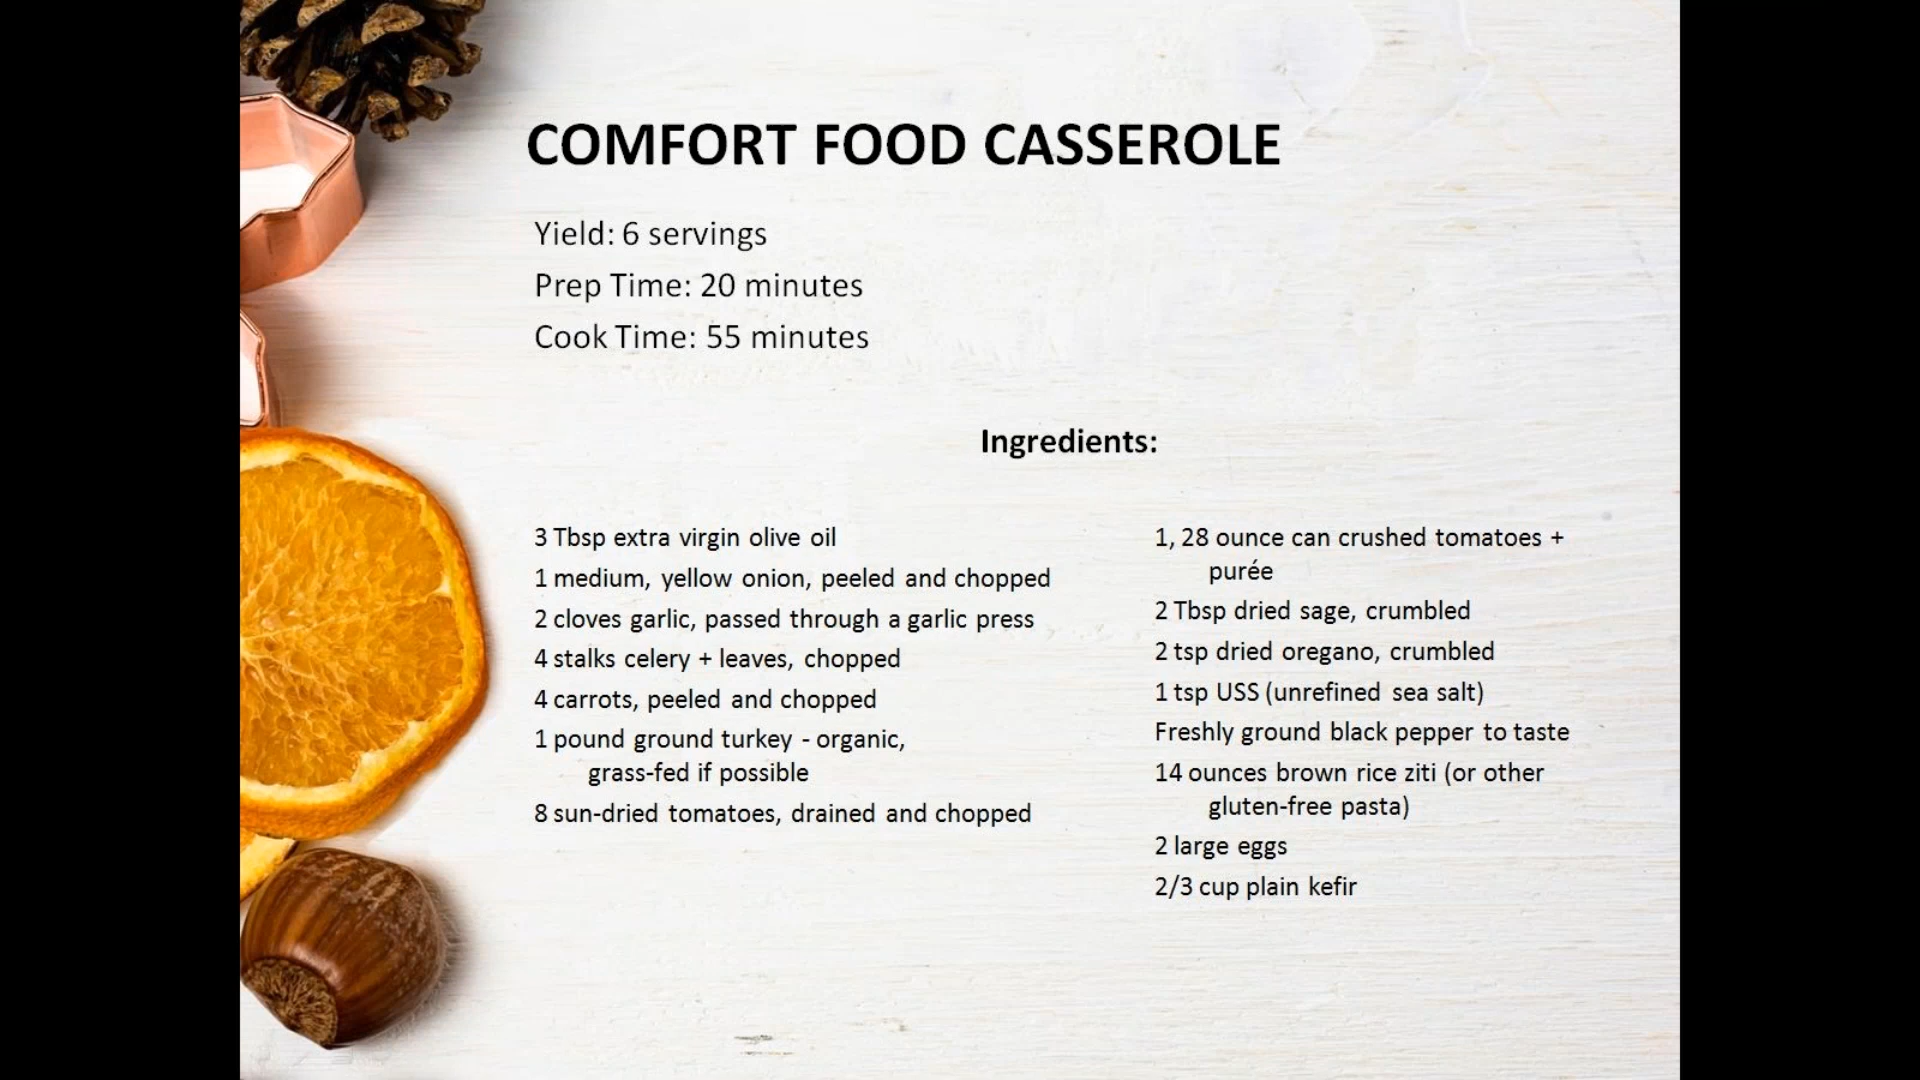 COMFORT FOOD CASSEROLE
Yield: 6 servings
Prep Time: 20 minutes
Cook Time: 55 minutes
Ingredients:
3 Tbsp extra virgin olive oil
1 medium, yellow onion, peeled and chopped
2 cloves garlic, passed through a garlic press
4 stalks celery + leaves, chopped
4 carrots, peeled and chopped
1 pound ground turkey - organic,
grass-fed if possible
8 sun-dried tomatoes, drained and chopped
1, 28 ounce can crushed tomatoes +
purée
2 Tbsp dried sage, crumbled
2 tsp dried oregano, crumbled
1 tsp USS (unrefined sea salt)
Freshly ground black pepper to taste
14 ounces brown rice ziti (or other
gluten-free pasta)
2 large eggs
2/3 cup plain kefir